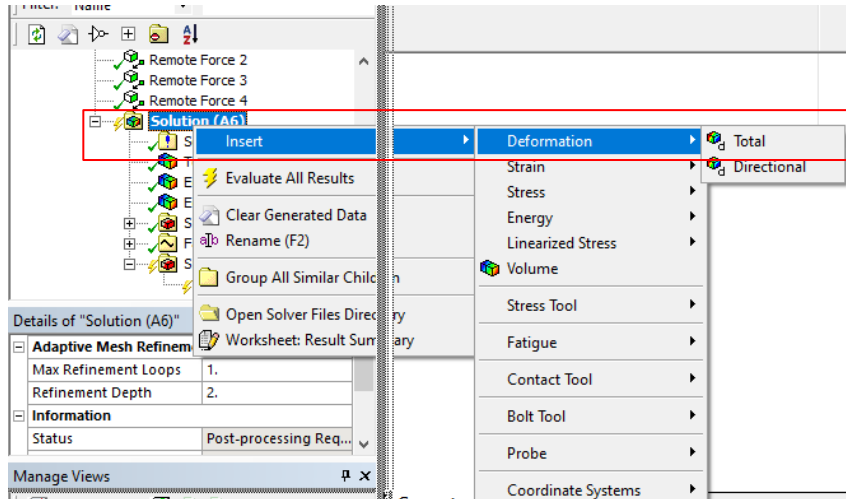 Filter: Name
Remote Force 2
Remote Force 3
Remote Force 4
Solution (A6)
S
T
E
E
S
F
S
Insert
Evaluate All Results
Clear Generated Data
Rename (F2)
Group All Similar Children
Open Solver Files Directory
Worksheet: Result Summary
Deformation
Strain
Stress
Energy
Linearized Stress
Volume
Stress Tool
Fatigue
Contact Tool
Bolt Tool
Probe
Coordinate Systems
Total
Directional
Details of "Solution (A6)"
Adaptive Mesh Refinem
Max Refinement Loops 1.
Refinement Depth 2.
Information
Status Post-processing Req...
Manage Views